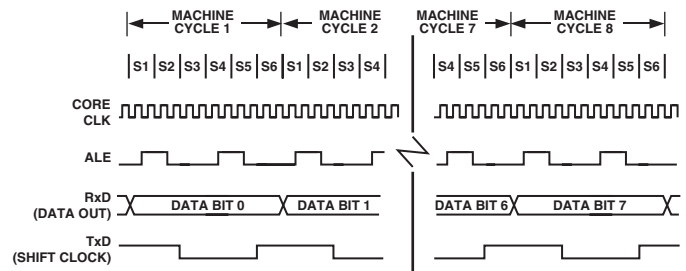 MACHINE CYCLE 1
MACHINE CYCLE 2
MACHINE CYCLE 7
MACHINE CYCLE 8
S1 S2 S3 S4 S5 S6 S1 S2 S3 S4
S4 S5 S6 S1 S2 S3 S4 S5 S6
CORE CLK
ALE
RxD (DATA OUT)
DATA BIT 0
DATA BIT 1
DATA BIT 6
DATA BIT 7
TxD (SHIFT CLOCK)